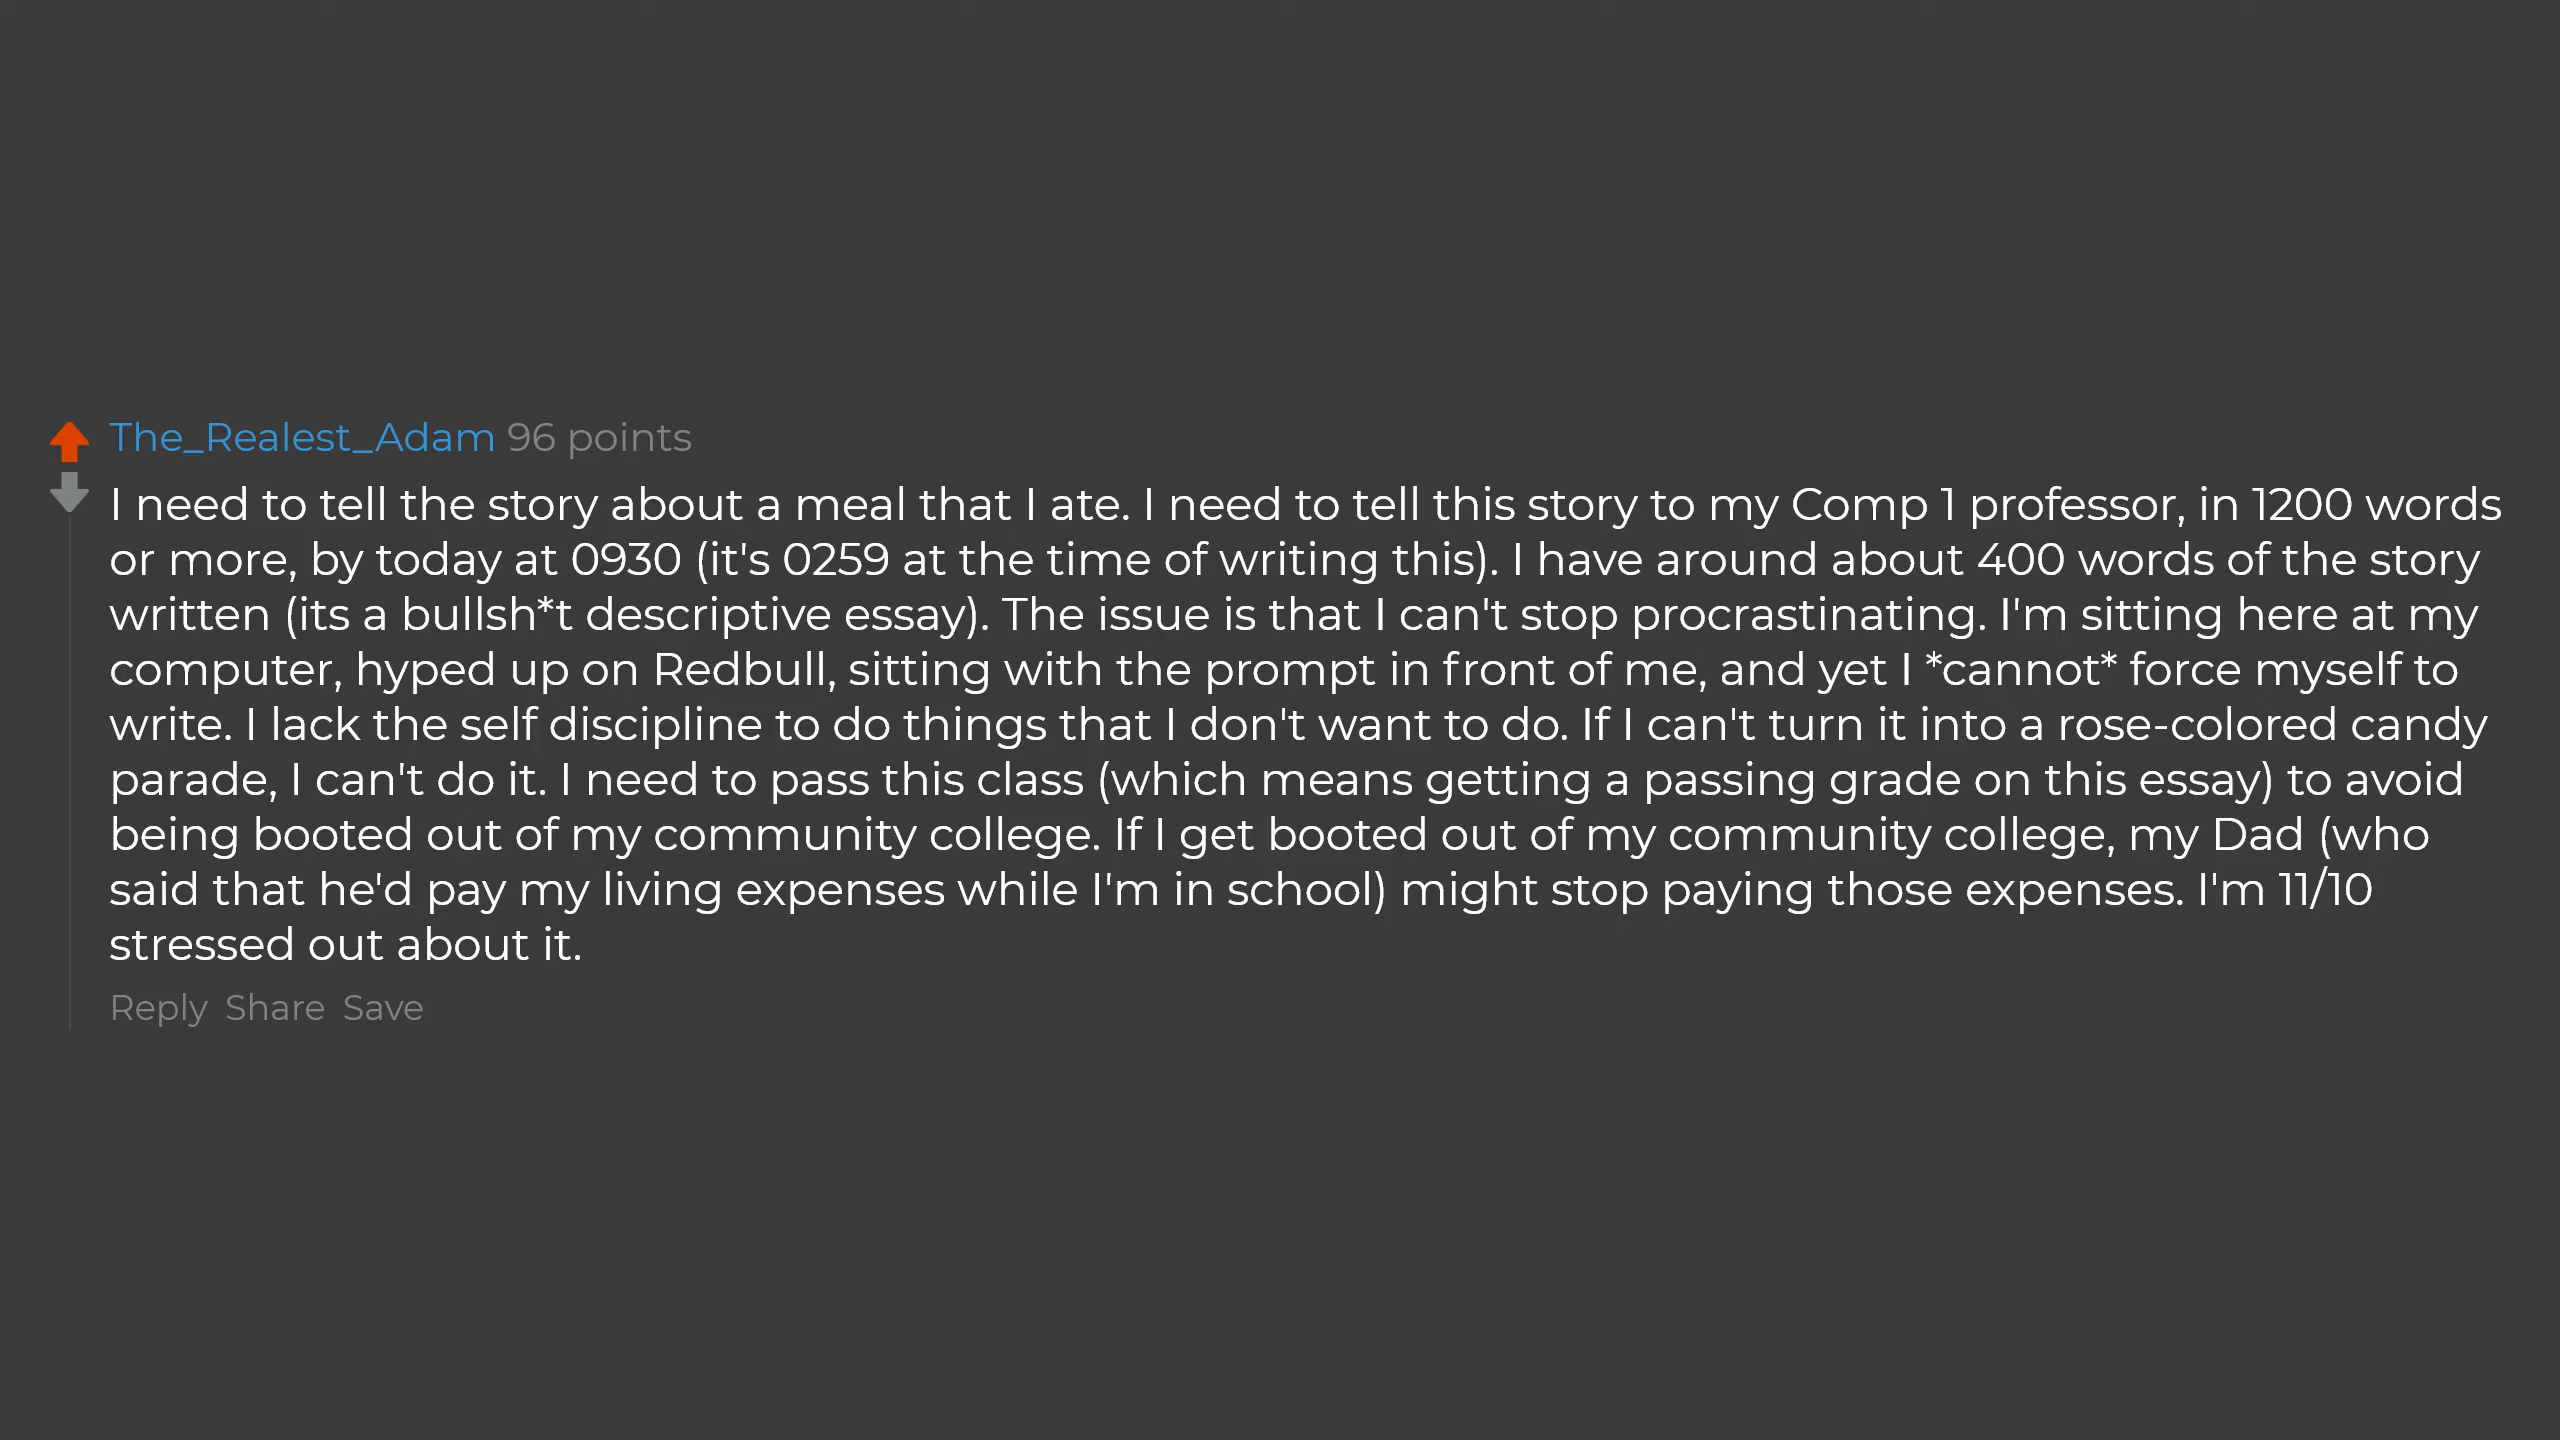 The_Realest_Adam 96 points
I need to tell the story about a meal that I ate. I need to tell this story to my Comp 1 professor, in 1200 words
or more, by today at 0930 (it's 0259 at the time of writing this). I have around about 400 words of the story
written (its a bullsh*t descriptive essay). The issue is that I can't stop procrastinating. I'm sitting here at my
computer, hyped up on Redbull, sitting with the prompt in front of me, and yet I *cannot* force myself to
write. I lack the self discipline to do things that I don't want to do. If I can't turn it into a rose-colored candy
parade, I can't do it. I need to pass this class (which means getting a passing grade on this essay) to avoid
being booted out of my community college. If I get booted out of my community college, my Dad (who
said that he'd pay my living expenses while I'm in school) might stop paying those expenses. I'm 11/10
stressed out about it.
Reply Share Save